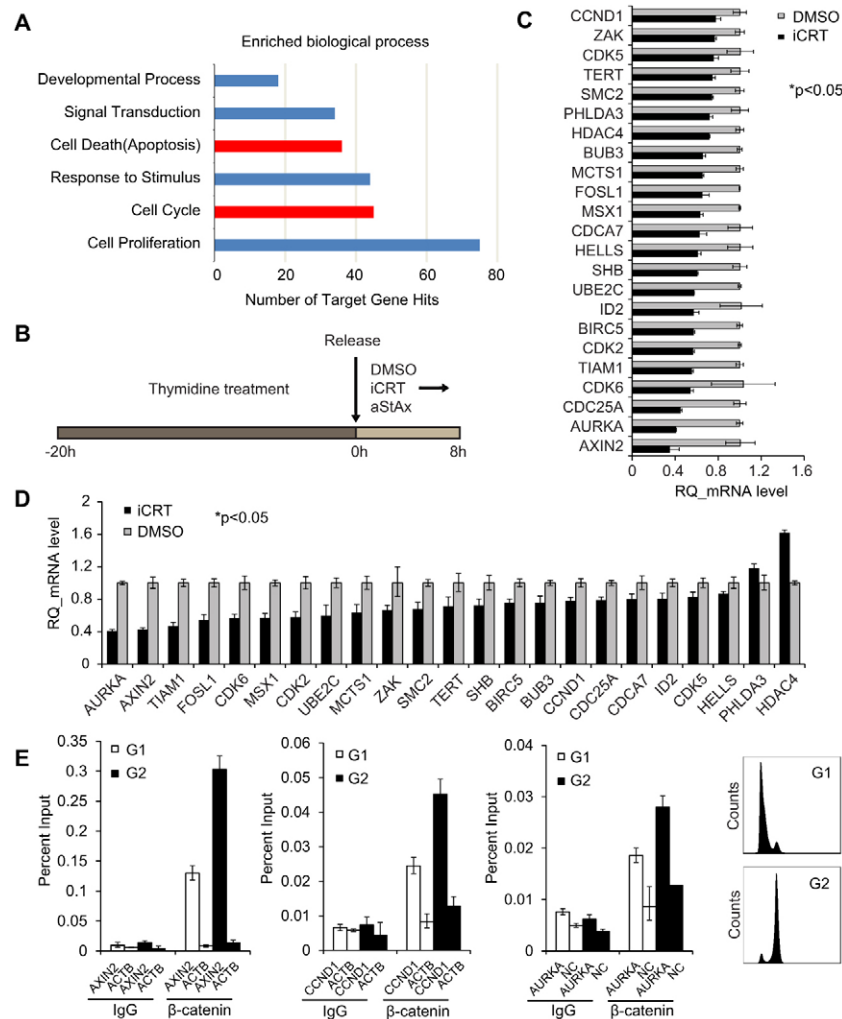 A
Enriched biological process
Developmental Process
Signal Transduction
Cell Death(Apoptosis)
Response to Stimulus
Cell Cycle
Cell Proliferation
0 20 40 60 80
Number of Target Gene Hits
B
Release
Thymidine treatment
DMSO
iCRT
aStAx
-20h 0h 8h
C
DMSO
iCRT
*p<0.05
CCND1
ZAK
CDK5
TERT
SMC2
PHLDA3
HDAC4
BUB3
MCTS1
FOSL1
MSX1
CDCA7
HELLS
SHB
UBE2C
ID2
BIRC5
CDK2
TIAM1
CDK6
CDC25A
AURKA
AXIN2
0 0.4 0.8 1.2 1.6
RQ_mRNA level
D
iCRT
DMSO
*p<0.05
RQ_mRNA level
2
1.6
1.2
0.8
0.4
0
AURKA AXIN2 TIAM1 FOSL1 CDK6 MSX1 CDK2 UBE2C MCTS1 ZAK SMC2 TERT SHB BIRC5 BUB3 CCND1 CDC25A CDCA7 ID2 CDK5 HELLS PHLDA3 HDAC4
E
G1
G2
Percent Input
0.35
0.3
0.25
0.2
0.15
0.1
0.05
0
AXIN2 ACTB AXIN2 ACTB AXIN2 ACTB AXIN2 ACTB
IgG β-catenin
G1
G2
Percent Input
0.06
0.05
0.04
0.03
0.02
0.01
0
CCND1 ACTB CCND1 ACTB CCND1 ACTB CCND1 ACTB
IgG β-catenin
G1
G2
Percent Input
0.04
0.03
0.02
0.01
0
AURKA NC AURKA NC AURKA NC AURKA NC
IgG β-catenin
Counts
G1
Counts
G2